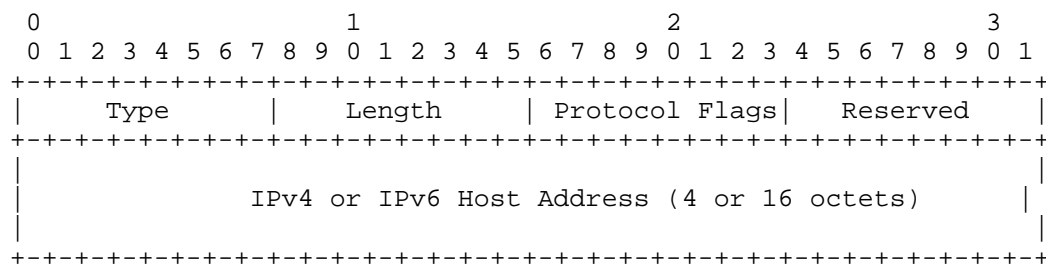 0                   1                   2                   3
 0 1 2 3 4 5 6 7 8 9 0 1 2 3 4 5 6 7 8 9 0 1 2 3 4 5 6 7 8 9 0 1
+-+-+-+-+-+-+-+-+-+-+-+-+-+-+-+-+-+-+-+-+-+-+-+-+-+-+-+-+-+-+-+-+
|     Type      |    Length     | Protocol Flags|   Reserved    |
+-+-+-+-+-+-+-+-+-+-+-+-+-+-+-+-+-+-+-+-+-+-+-+-+-+-+-+-+-+-+-+-+
|                                                               |
|              IPv4 or IPv6 Host Address (4 or 16 octets)      |
|                                                               |
+-+-+-+-+-+-+-+-+-+-+-+-+-+-+-+-+-+-+-+-+-+-+-+-+-+-+-+-+-+-+-+-+